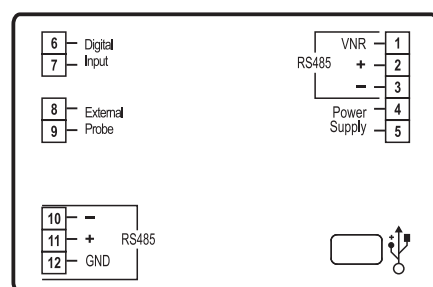 6 – Digital
7 – Input
8 – External
9 – Probe
10 – –
11 – + RS485
12 – GND
VNR – 1
RS485 + – 2
– – 3
Power – 4
Supply – 5
+